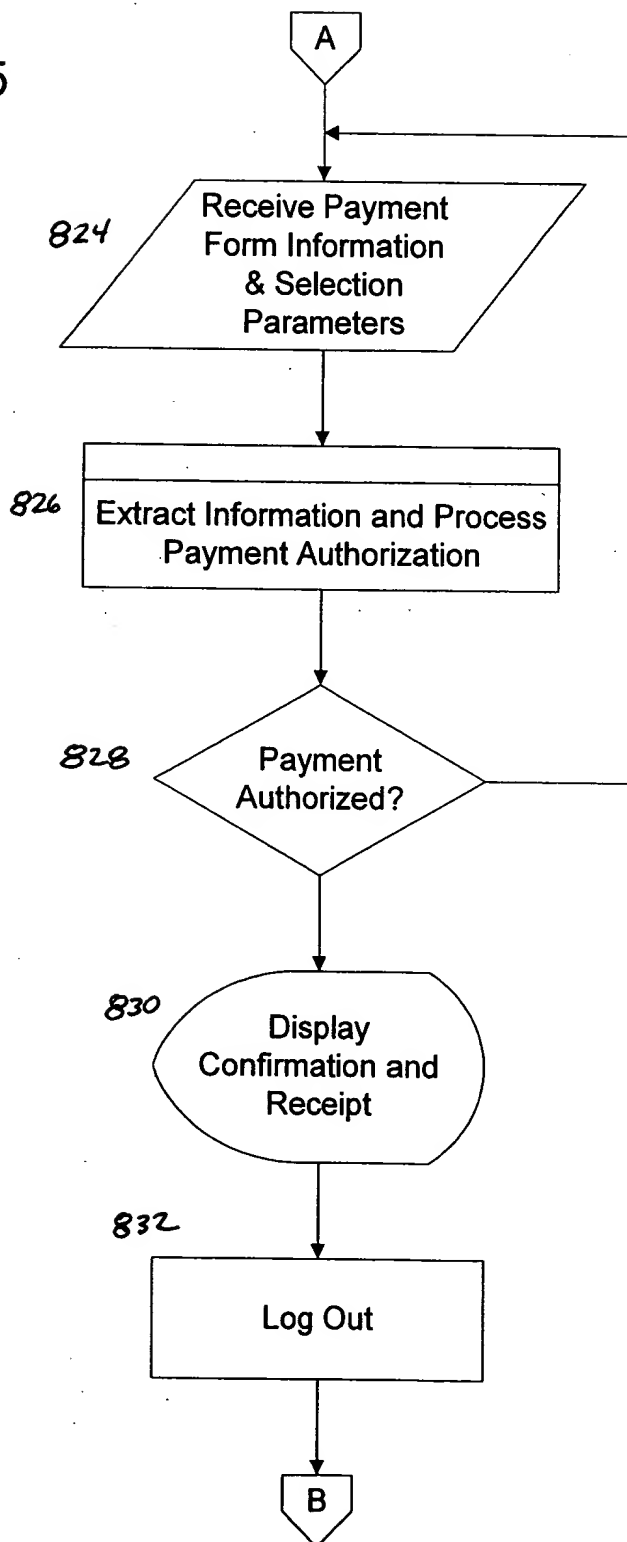 A
5
824
Receive Payment
Form Information
& Selection
Parameters
826
Extract Information and Process
Payment Authorization
828
Payment
Authorized?
830
Display
Confirmation and
Receipt
832
Log Out
B